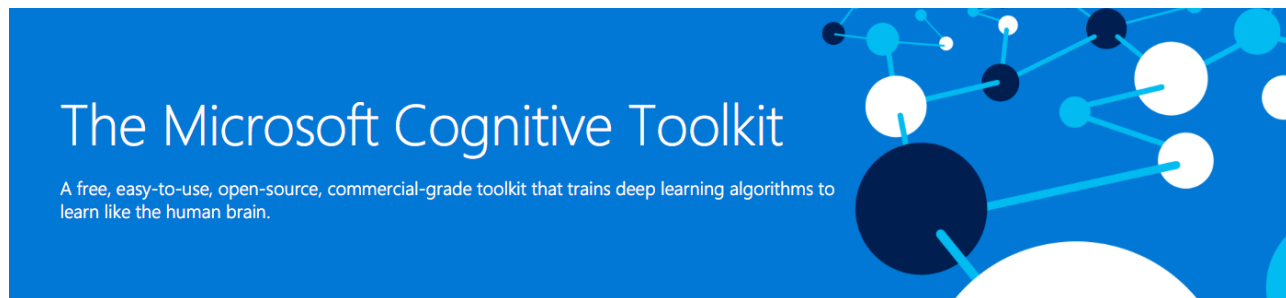 The Microsoft Cognitive Toolkit
A free, easy-to-use, open-source, commercial-grade toolkit that trains deep learning algorithms to
learn like the human brain.